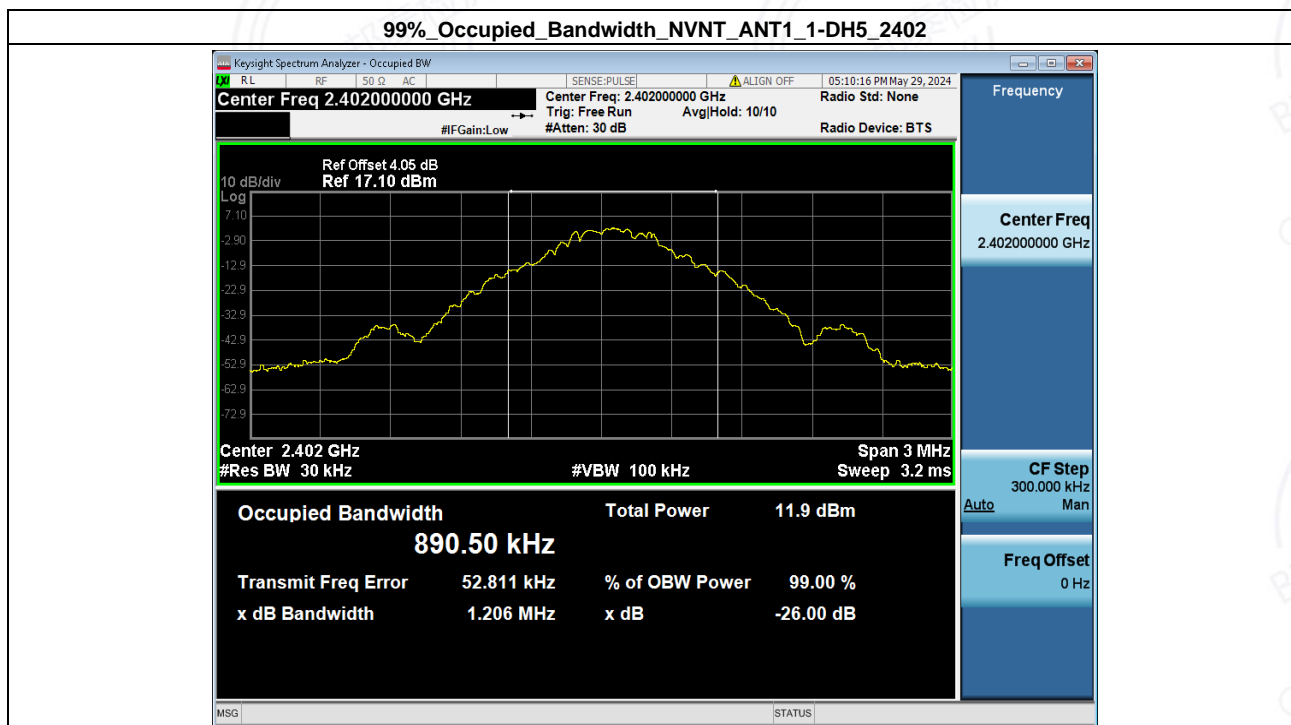 99%_Occupied_Bandwidth_NVNT_ANT1_1-DH5_2402
Keysight Spectrum Analyzer - Occupied BW
LXI RL RF 50 Ω AC SENSE:PULSE ALIGN OFF 05:10:16 PM May 29, 2024
Center Freq 2.402000000 GHz
Center Freq: 2.402000000 GHz Radio Std: None
Trig: Free Run Avg|Hold: 10/10
#IFGain:Low #Atten: 30 dB Radio Device: BTS
Ref Offset 4.05 dB
10 dB/div Ref 17.10 dBm
Log
7.10
-2.90
-12.9
-22.9
-32.9
-42.9
-52.9
-62.9
-72.9
Center 2.402 GHz Span 3 MHz
#Res BW 30 kHz #VBW 100 kHz Sweep 3.2 ms
Occupied Bandwidth Total Power 11.9 dBm
890.50 kHz
Transmit Freq Error 52.811 kHz % of OBW Power 99.00 %
x dB Bandwidth 1.206 MHz x dB -26.00 dB
MSG STATUS
Frequency
Center Freq
2.402000000 GHz
CF Step
300.000 kHz
Auto Man
Freq Offset
0 Hz